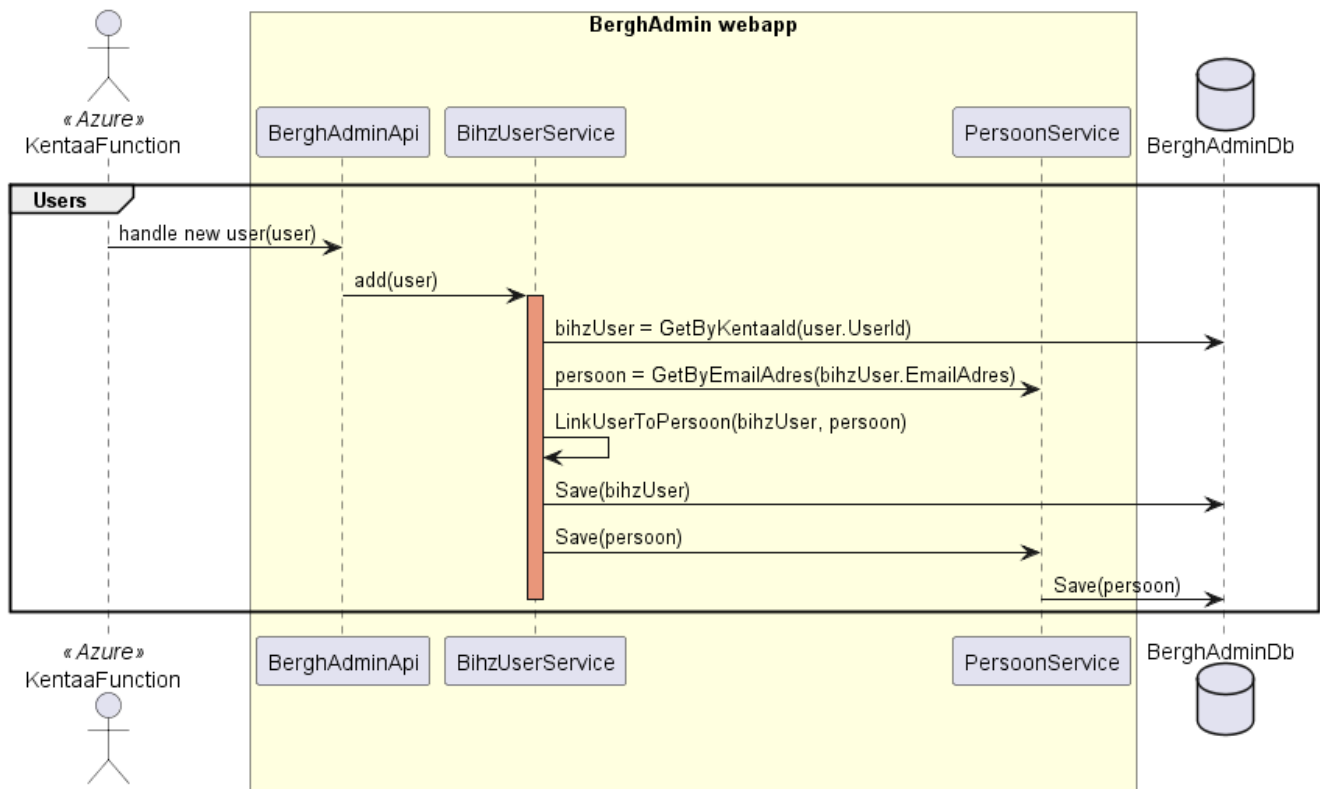 BerghAdmin webapp
« Azure »
KentaaFunction
BerghAdminApi
BihzUserService
PersoonService
BerghAdminDb
Users
handle new user(user)
add(user)
bihzUser = GetByKentaaId(user.UserId)
persoon = GetByEmailAdres(bihzUser.EmailAdres)
LinkUserToPersoon(bihzUser, persoon)
Save(bihzUser)
Save(persoon)
Save(persoon)
« Azure »
KentaaFunction
BerghAdminApi
BihzUserService
PersoonService
BerghAdminDb